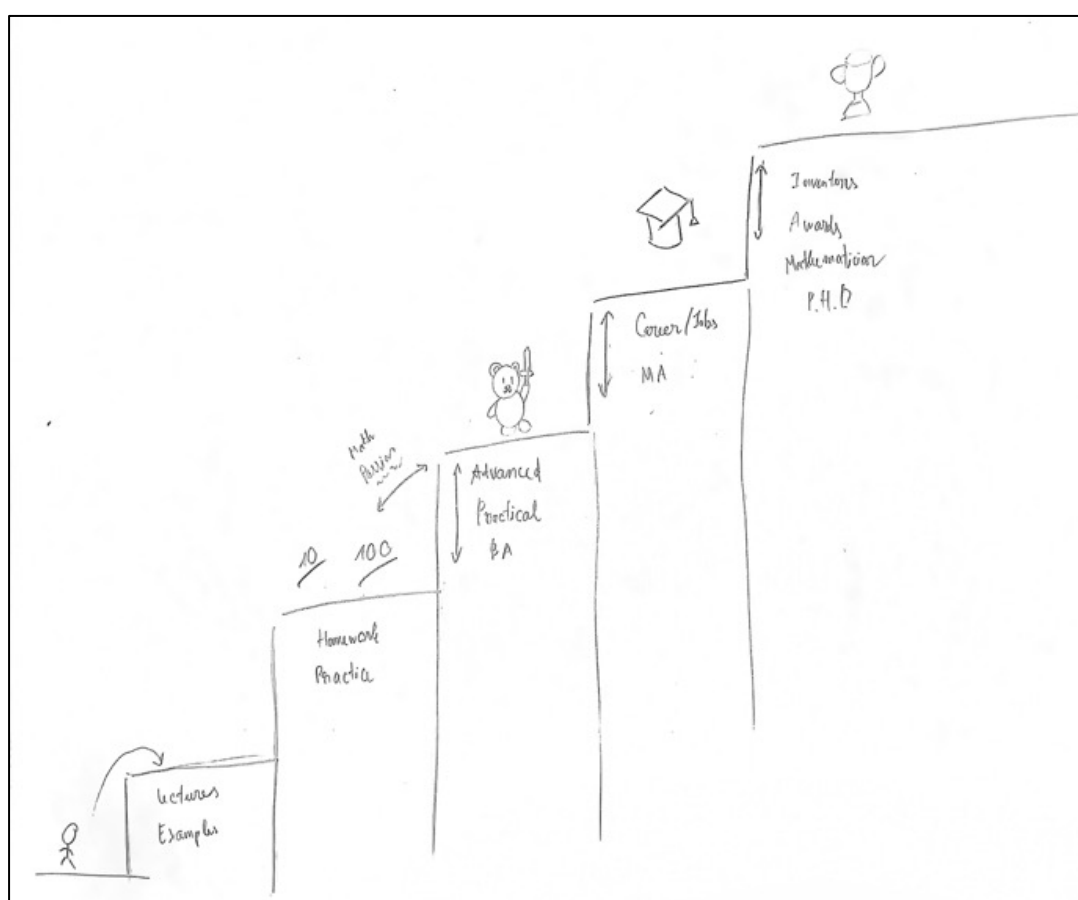 Inventors
Awards
Mathematician
P.H.D
Career/Jobs
MA
Math
Passion
Advanced
Practical
BA
10 100
Homework
Practice
Lectures
Examples